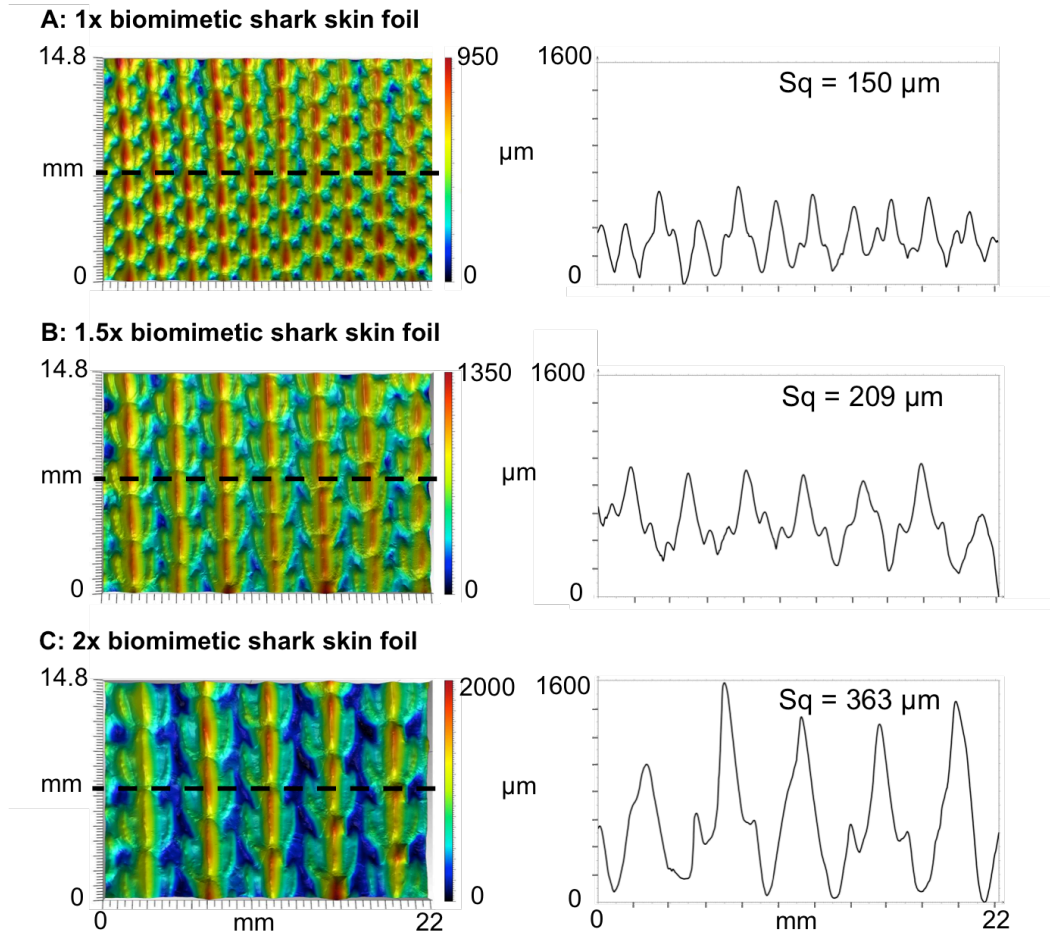 A: 1x biomimetic shark skin foil
14.8
950
1600
Sq = 150 µm
mm
µm
0
0
0
B: 1.5x biomimetic shark skin foil
14.8
1350
1600
Sq = 209 µm
mm
µm
0
0
0
C: 2x biomimetic shark skin foil
14.8
2000
1600
Sq = 363 µm
mm
µm
0
0
0
0
mm
22
0
mm
22